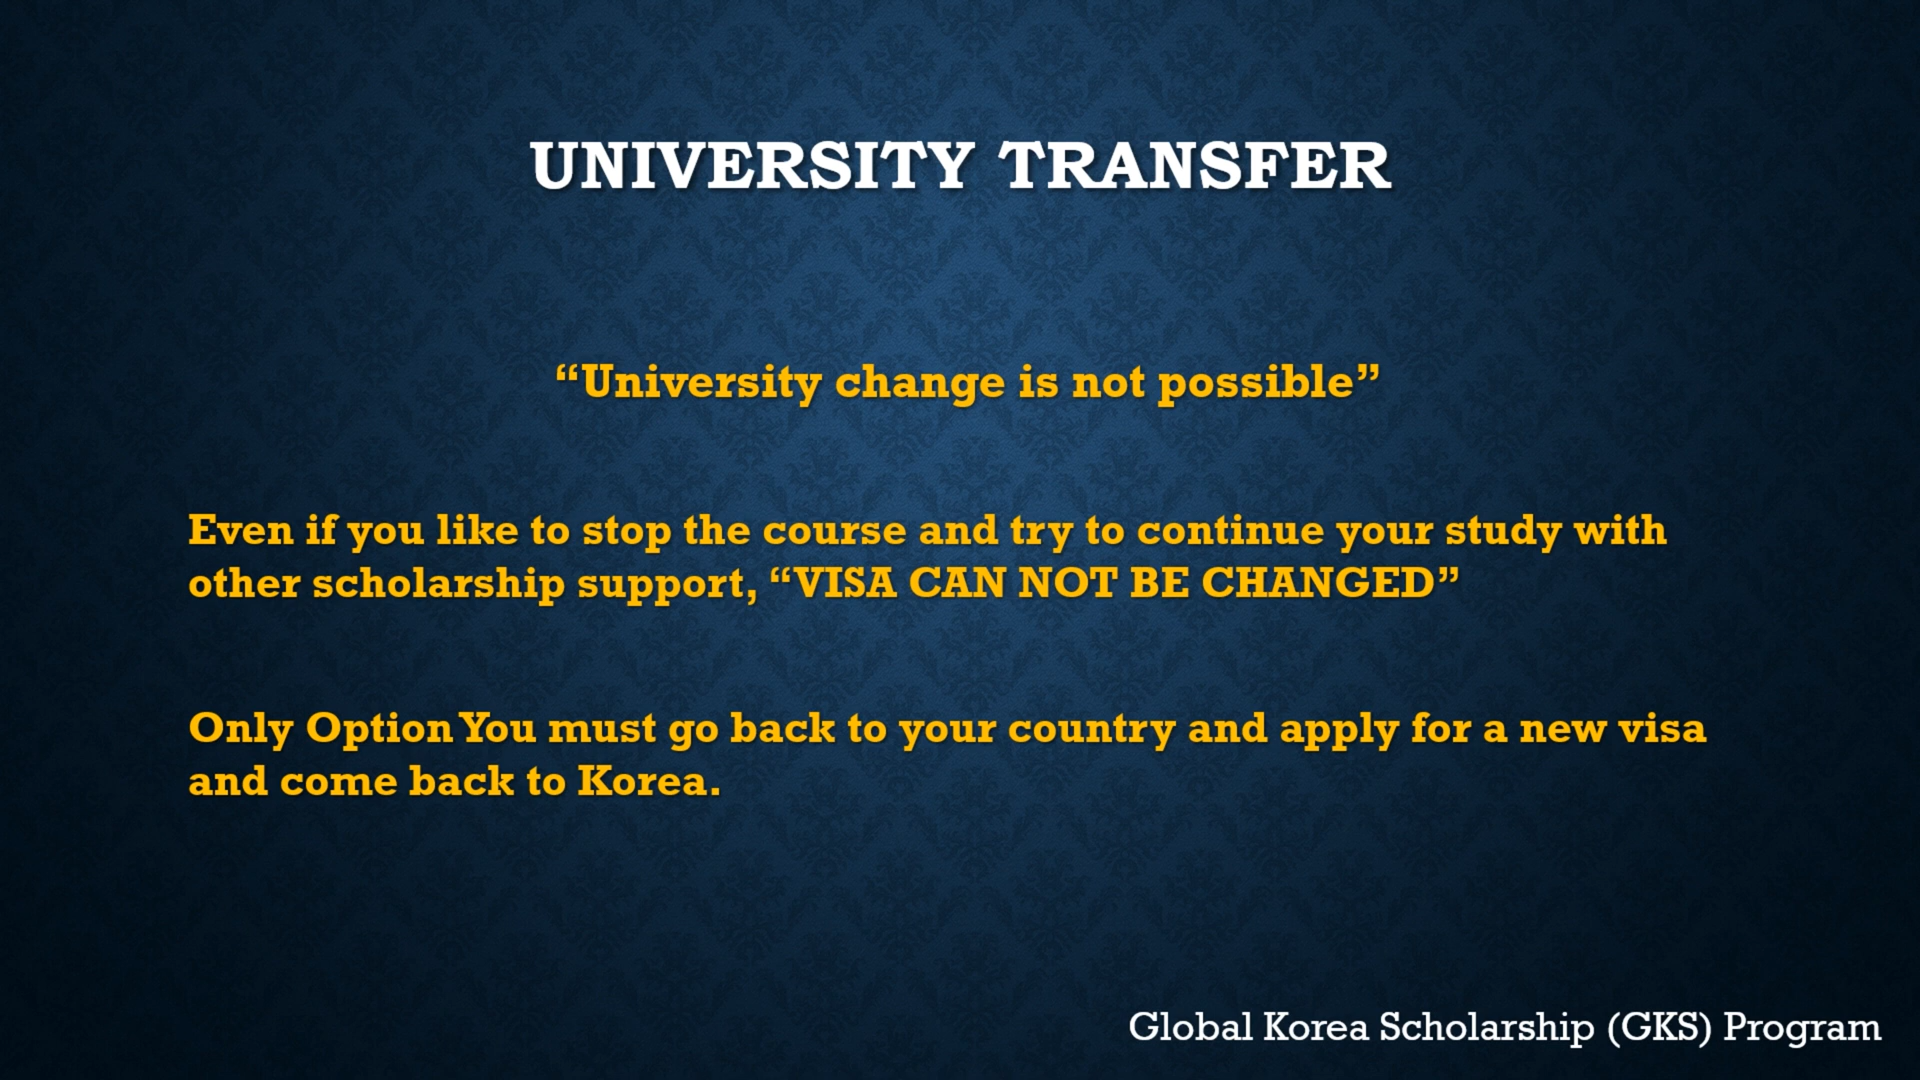 UNIVERSITY TRANSFER
“University change is not possible”
Even if you like to stop the course and try to continue your study with
other scholarship support, “VISA CAN NOT BE CHANGED”
Only Option You must go back to your country and apply for a new visa
and come back to Korea.
Global Korea Scholarship (GKS) Program